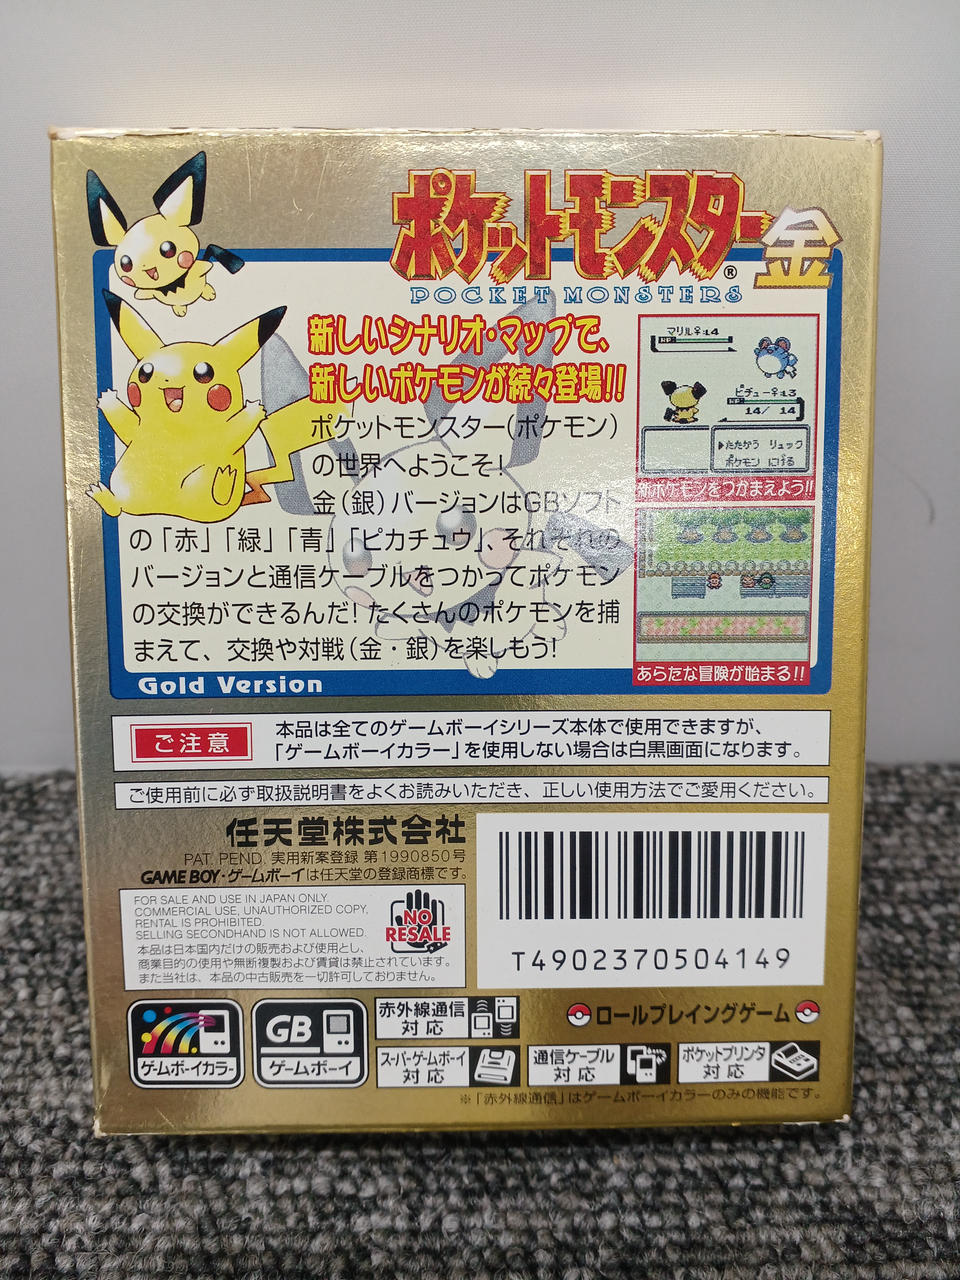 ポケットモンスター金
®
POCKET MONSTERS
新しいシナリオ・マップで、
新しいポケモンが続々登場!!
ポケットモンスター(ポケモン)
の世界へようこそ!
金(銀)バージョンはGBソフト
の「赤」「緑」「青」「ピカチュウ」、それぞれの
バージョンと通信ケーブルをつかってポケモン
の交換ができるんだ!たくさんのポケモンを捕
まえて、交換や対戦(金・銀)を楽しもう!
Gold Version
マリル♀:L4
HP:
ピチュー♀:L3
HP:
14/ 14
▶たたかう リュック
ポケモン にげる
新ポケモンをつかまえよう!!
あらたな冒険が始まる!!
ご注意
本品は全てのゲームボーイシリーズ本体で使用できますが、
「ゲームボーイカラー」を使用しない場合は白黒画面になります。
ご使用前に必ず取扱説明書をよくお読みいただき、正しい使用方法でご愛用ください。
任天堂株式会社
PAT. PEND. 実用新案登録 第1990850号
GAME BOY・ゲームボーイは任天堂の登録商標です。
FOR SALE AND USE IN JAPAN ONLY.
COMMERCIAL USE, UNAUTHORIZED COPY,
RENTAL IS PROHIBITED.
SELLING SECONDHAND IS NOT ALLOWED.
本品は日本国内だけの販売および使用とし、
商業目的の使用や無断複製および賃貸は禁止されています。
また当社は、本品の中古販売を一切許可しておりません。
NO
RESALE
T4902370504149
ゲームボーイカラー
GB
ゲームボーイ
赤外線通信
対応
ロールプレイングゲーム
スーパーゲームボーイ
対応
通信ケーブル
対応
ポケットプリンタ
対応
※「赤外線通信」はゲームボーイカラーのみの機能です。